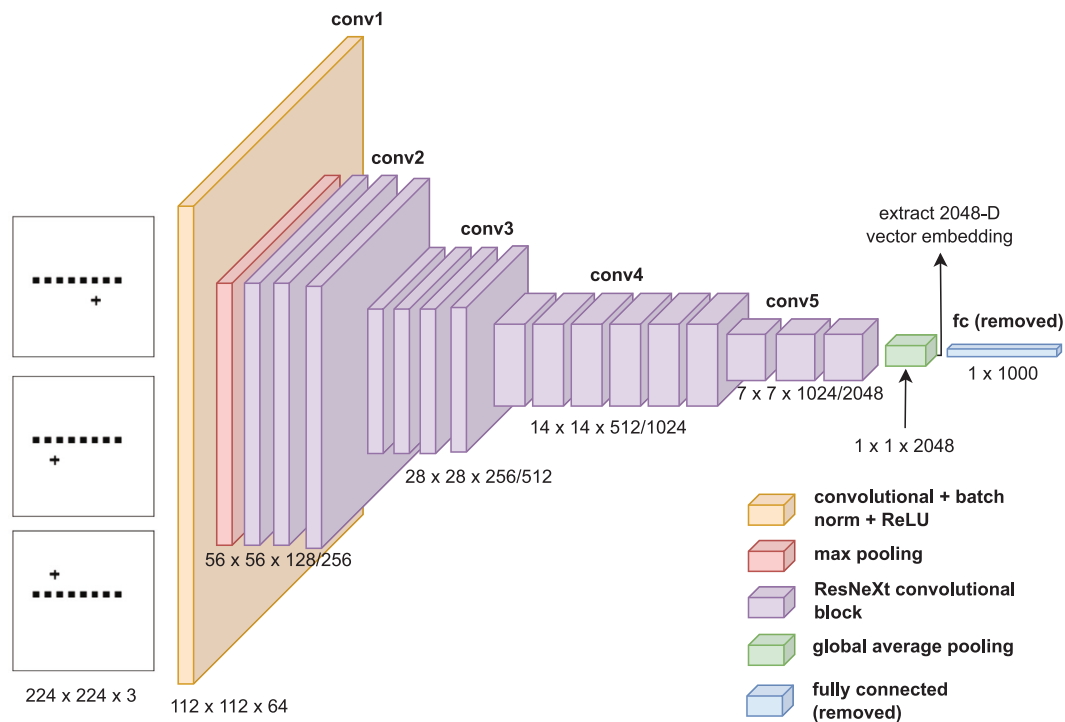 conv1
conv2
conv3
conv4
conv5
extract 2048-D
vector embedding
fc (removed)
1 x 1000
7 x 7 x 1024/2048
14 x 14 x 512/1024
1 x 1 x 2048
28 x 28 x 256/512
56 x 56 x 128/256
224 x 224 x 3
112 x 112 x 64
convolutional + batch
norm + ReLU
max pooling
ResNeXt convolutional
block
global average pooling
fully connected
(removed)